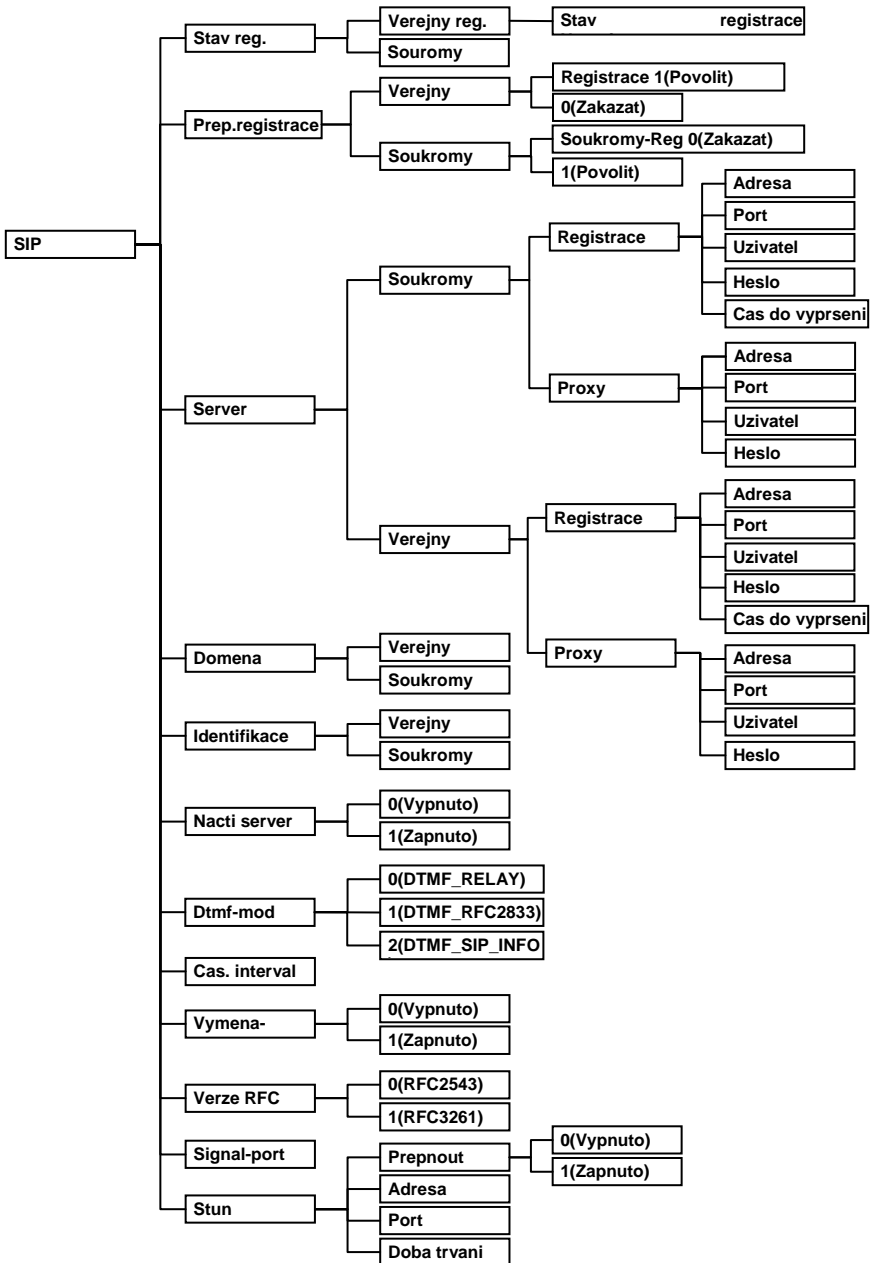 Stav reg.
Verejny reg.
Stav registrace
Souromy
Prep.registrace
Verejny
Registrace 1(Povolit)
0(Zakazat)
Soukromy
Soukromy-Reg 0(Zakazat)
1(Povolit)
SIP
Server
Soukromy
Registrace
Adresa
Port
Uzivatel
Heslo
Cas do vyprseni
Proxy
Adresa
Port
Uzivatel
Heslo
Verejny
Registrace
Adresa
Port
Uzivatel
Heslo
Cas do vyprseni
Proxy
Adresa
Port
Uzivatel
Heslo
Domena
Verejny
Soukromy
Identifikace
Verejny
Soukromy
Nacti server
0(Vypnuto)
1(Zapnuto)
Dtmf-mod
0(DTMF_RELAY)
1(DTMF_RFC2833)
2(DTMF_SIP_INFO
Cas. interval
Vymena-
0(Vypnuto)
1(Zapnuto)
Verze RFC
0(RFC2543)
1(RFC3261)
Signal-port
Stun
Prepnout
0(Vypnuto)
1(Zapnuto)
Adresa
Port
Doba trvani